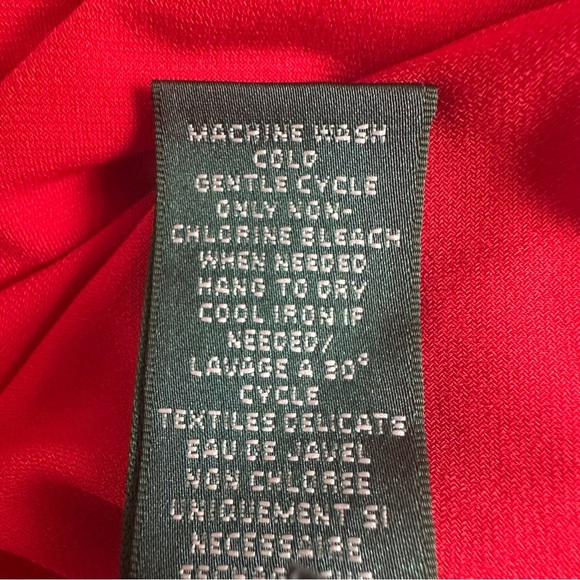 MACHINE WASH
COLD
GENTLE CYCLE
ONLY NON-
CHLORINE BLEACH
WHEN NEEDED
HANG TO DRY
COOL IRON IF
NEEDED/
LAVAGE A 30°
CYCLE
TEXTILES DELICATS
EAU DE JAVEL
NON CHLOREE
UNIQUEMENT SI
NECESSAIRE